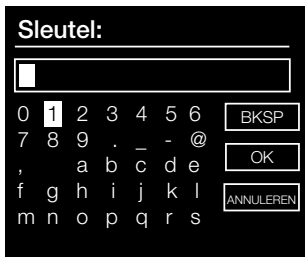 Sleutel:
0 1 2 3 4 5 6 BKSP
7 8 9 . _ - @
, a b c d e OK
f g h i j k l ANNULEREN
m n o p q r s